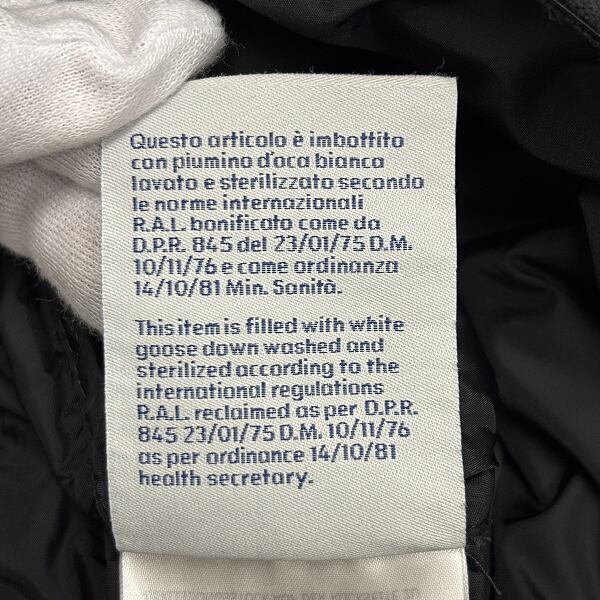 Questo articolo è imbottito
con piumino d'oca bianca
lavato e sterilizzato secondo
le norme internazionali
R.A.L. bonificato come da
D.P.R. 845 del 23/01/75 D.M.
10/11/76 e come ordinanza
14/10/81 Min. Sanità.
This item is filled with white
goose down washed and
sterilized according to the
international regulations
R.A.L. reclaimed as per D.P.R.
845 23/01/75 D.M. 10/11/76
as per ordinance 14/10/81
health secretary.